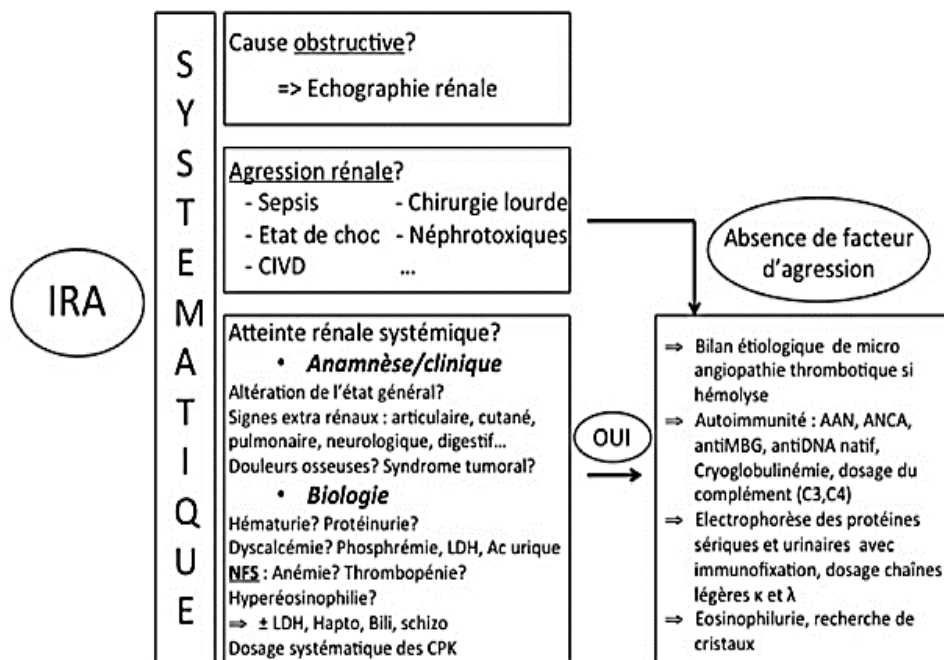 IRA
SYSTEMATIQUE
Cause obstructive?
=> Echographie rénale
Agression rénale?
- Sepsis - Chirurgie lourde
- Etat de choc - Néphrotoxiques
- CIVD ...
Atteinte rénale systémique?
• Anamnèse/clinique
Altération de l'état général?
Signes extra rénaux : articulaire, cutané,
pulmonaire, neurologique, digestif...
Douleurs osseuses? Syndrome tumoral?
• Biologie
Hématurie? Protéinurie?
Dyscalcémie? Phosphrémie, LDH, Ac urique
NFS : Anémie? Thrombopénie?
Hyperéosinophilie?
⇒ ± LDH, Hapto, Bili, schizo
Dosage systématique des CPK
OUI
Absence de facteur
d'agression
⇒ Bilan étiologique de micro
angiopathie thrombotique si
hémolyse
⇒ Autoimmunité : AAN, ANCA,
antiMBG, antiDNA natif,
Cryoglobulinémie, dosage du
complément (C3,C4)
⇒ Electrophorèse des protéines
sériques et urinaires avec
immunofixation, dosage chaînes
légères κ et λ
⇒ Eosinophilurie, recherche de
cristaux